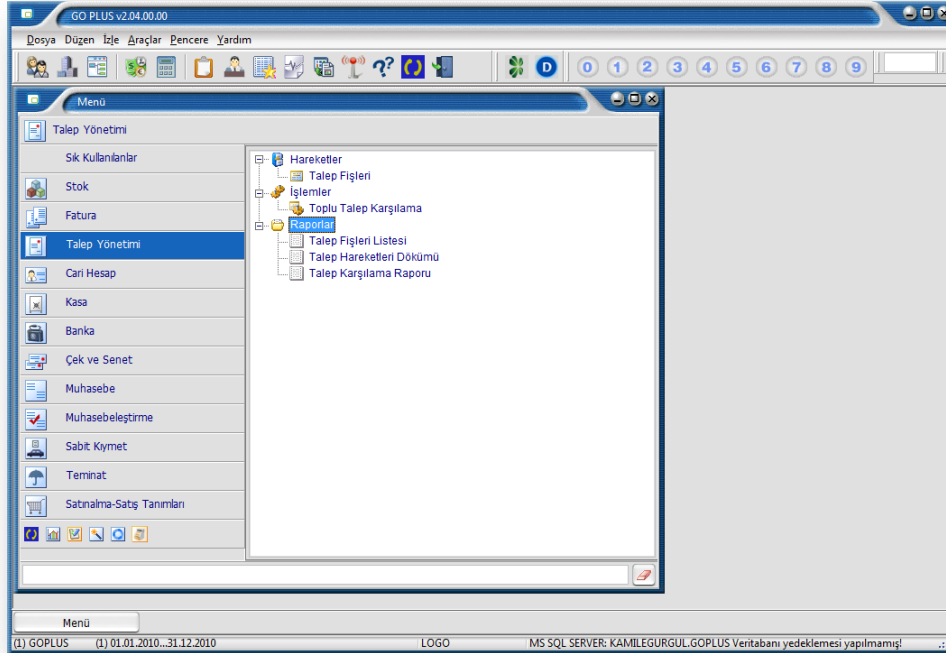 GO PLUS v2.04.00.00
Dosya Düzen İzle Araçlar Pencere Yardım
D 0 1 2 3 4 5 6 7 8 9
Menü
Talep Yönetimi
Sık Kullanılanlar
Stok
Fatura
Talep Yönetimi
Cari Hesap
Kasa
Banka
Çek ve Senet
Muhasebe
Muhasebeleştirme
Sabit Kıymet
Teminat
Satınalma-Satış Tanımları
Hareketler
Talep Fişleri
İşlemler
Toplu Talep Karşılama
Raporlar
Talep Fişleri Listesi
Talep Hareketleri Dökümü
Talep Karşılama Raporu
Menü
(1) GOPLUS (1) 01.01.2010...31.12.2010 LOGO MS SQL SERVER: KAMILEGURGUL.GOPLUS Veritabanı yedeklemesi yapılmamış!